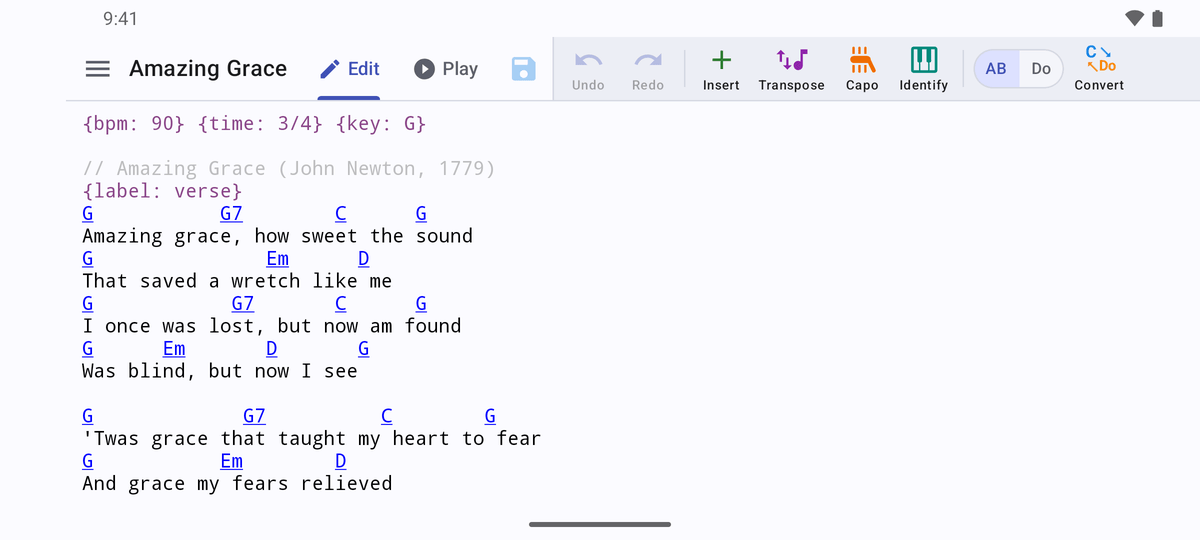 9:41
Amazing Grace Edit Play Undo Redo Insert Transpose Capo Identify AB Do C Do Convert
{bpm: 90} {time: 3/4} {key: G}
// Amazing Grace (John Newton, 1779)
{label: verse}
G           G7        C      G
Amazing grace, how sweet the sound
G               Em      D
That saved a wretch like me
G            G7       C      G
I once was lost, but now am found
G      Em       D       G
Was blind, but now I see
G             G7          C        G
'Twas grace that taught my heart to fear
G           Em        D
And grace my fears relieved